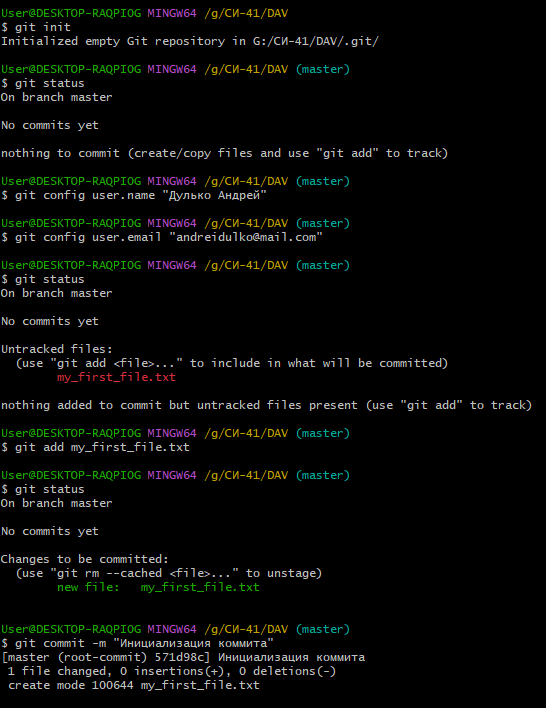 User@DESKTOP-RAQPIOG MINGW64 /g/СИ-41/DAV
$ git init
Initialized empty Git repository in G:/СИ-41/DAV/.git/
User@DESKTOP-RAQPIOG MINGW64 /g/СИ-41/DAV (master)
$ git status
On branch master
No commits yet
nothing to commit (create/copy files and use "git add" to track)
User@DESKTOP-RAQPIOG MINGW64 /g/СИ-41/DAV (master)
$ git config user.name "Дулько Андрей"
User@DESKTOP-RAQPIOG MINGW64 /g/СИ-41/DAV (master)
$ git config user.email "andreidulko@mail.com"
User@DESKTOP-RAQPIOG MINGW64 /g/СИ-41/DAV (master)
$ git status
On branch master
No commits yet
Untracked files:
  (use "git add <file>..." to include in what will be committed)
        my_first_file.txt
nothing added to commit but untracked files present (use "git add" to track)
User@DESKTOP-RAQPIOG MINGW64 /g/СИ-41/DAV (master)
$ git add my_first_file.txt
User@DESKTOP-RAQPIOG MINGW64 /g/СИ-41/DAV (master)
$ git status
On branch master
No commits yet
Changes to be committed:
  (use "git rm --cached <file>..." to unstage)
        new file:   my_first_file.txt
User@DESKTOP-RAQPIOG MINGW64 /g/СИ-41/DAV (master)
$ git commit -m "Инициализация коммита"
[master (root-commit) 571d98c] Инициализация коммита
 1 file changed, 0 insertions(+), 0 deletions(-)
 create mode 100644 my_first_file.txt